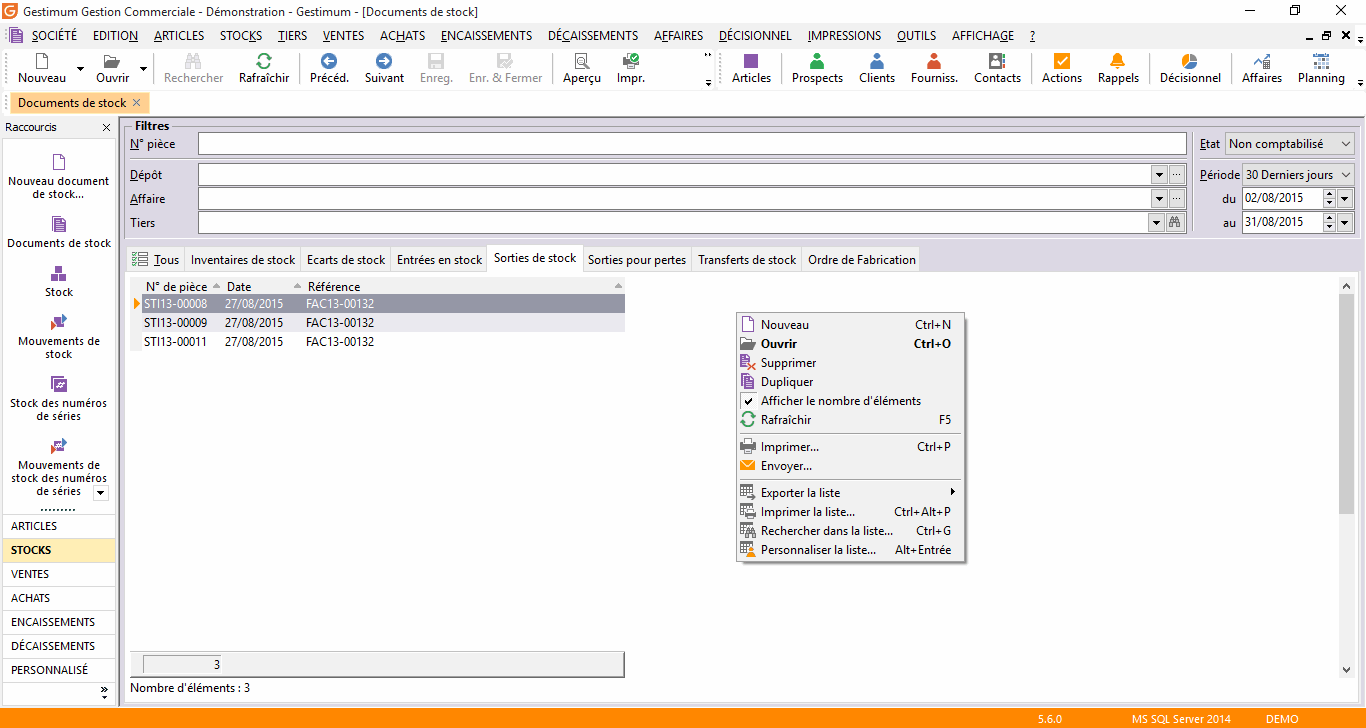 Gestimum Gestion Commerciale - Démonstration - Gestimum - [Documents de stock]
SOCIÉTÉ EDITION ARTICLES STOCKS TIERS VENTES ACHATS ENCAISSEMENTS DÉCAISSEMENTS AFFAIRES DÉCISIONNEL IMPRESSIONS OUTILS AFFICHAGE ?
Nouveau Ouvrir Rechercher Rafraîchir Précéd. Suivant Enreg. Enr. & Fermer Aperçu Impr. Articles Prospects Clients Fourniss. Contacts Actions Rappels Décisionnel Affaires Planning
Documents de stock
Raccourcis
Nouveau document
de stock...
Documents de stock
Stock
Mouvements de
stock
Stock des numéros
de séries
Mouvements de
stock des numéros
de séries
ARTICLES
STOCKS
VENTES
ACHATS
ENCAISSEMENTS
DÉCAISSEMENTS
PERSONNALISÉ
Filtres
N° pièce
Etat Non comptabilisé
Dépôt
Période 30 Derniers jours
Affaire
du 02/08/2015
Tiers
au 31/08/2015
Tous Inventaires de stock Ecarts de stock Entrées en stock Sorties de stock Sorties pour pertes Transferts de stock Ordre de Fabrication
N° de pièce Date Référence
STI13-00008 27/08/2015 FAC13-00132
STI13-00009 27/08/2015 FAC13-00132
STI13-00011 27/08/2015 FAC13-00132
Nouveau Ctrl+N
Ouvrir Ctrl+O
Supprimer
Dupliquer
Afficher le nombre d'éléments
Rafraîchir F5
Imprimer... Ctrl+P
Envoyer...
Exporter la liste
Imprimer la liste... Ctrl+Alt+P
Rechercher dans la liste... Ctrl+G
Personnaliser la liste... Alt+Entrée
3
Nombre d'éléments : 3
5.6.0 MS SQL Server 2014 DEMO